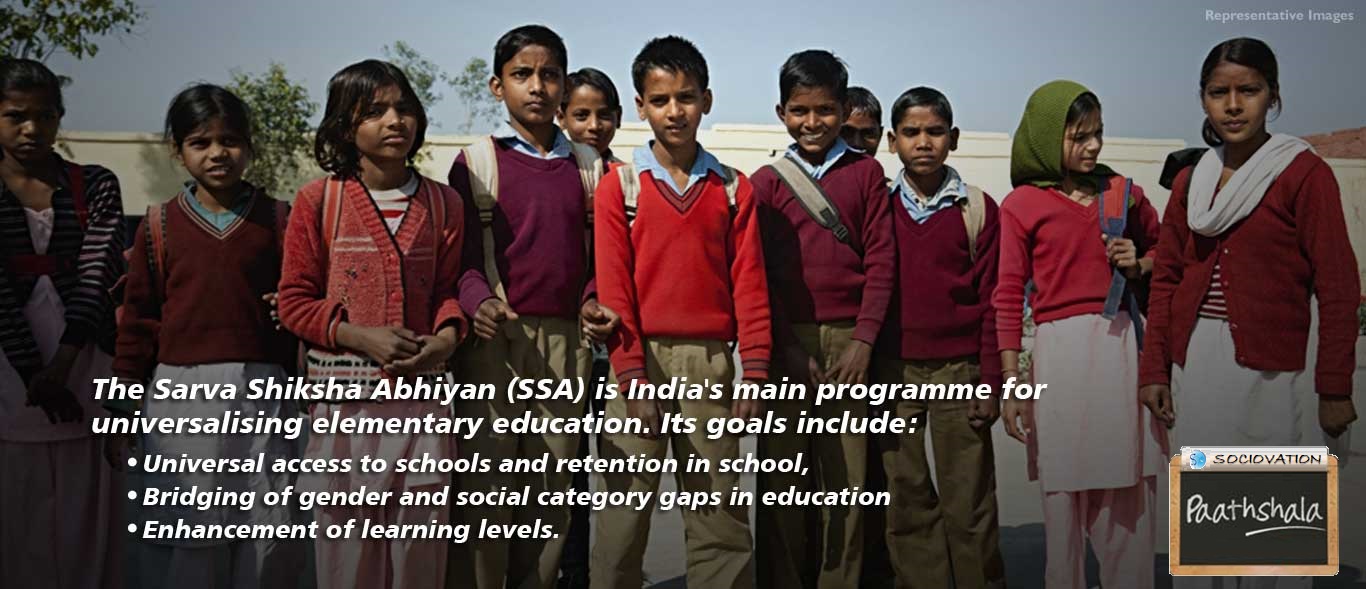 Representative Images
The Sarva Shiksha Abhiyan (SSA) is India's main programme for
universalising elementary education. Its goals include:
• Universal access to schools and retention in school,
• Bridging of gender and social category gaps in education
• Enhancement of learning levels.
SOCIOVATION
Paathshala